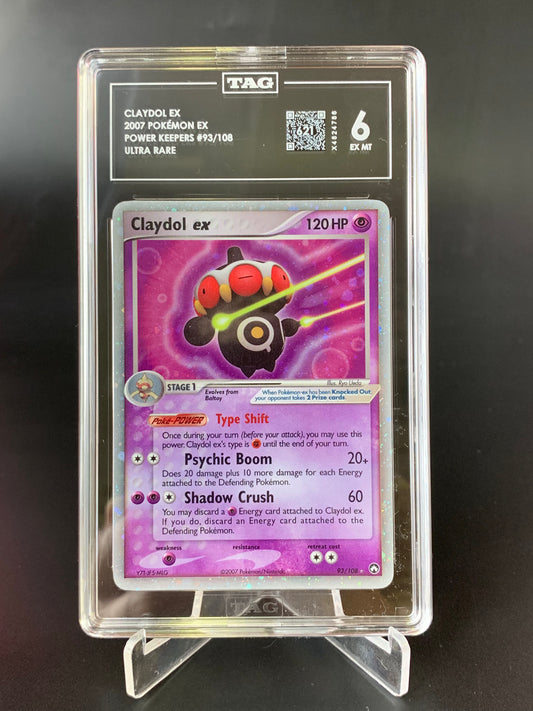 TAG
CLAYDOL EX
2007 POKÉMON EX
POWER KEEPERS #93/108
ULTRA RARE
621
X4824786
6
EX MT
Claydol ex
120 HP
Illus. Ryo Ueda
STAGE 1
Evolves from
Baltoy
When Pokémon-ex has been Knocked Out,
your opponent takes 2 Prize cards.
Poké-POWER Type Shift
Once during your turn (before your attack), you may use this
power. Claydol ex's type is until the end of your turn.
Psychic Boom 20+
Does 20 damage plus 10 more damage for each Energy
attached to the Defending Pokémon.
Shadow Crush 60
You may discard a Energy card attached to Claydol ex.
If you do, discard an Energy card attached to the
Defending Pokémon.
weakness
resistance
retreat cost
©2007 Pokémon/Nintendo
93/108
TAG